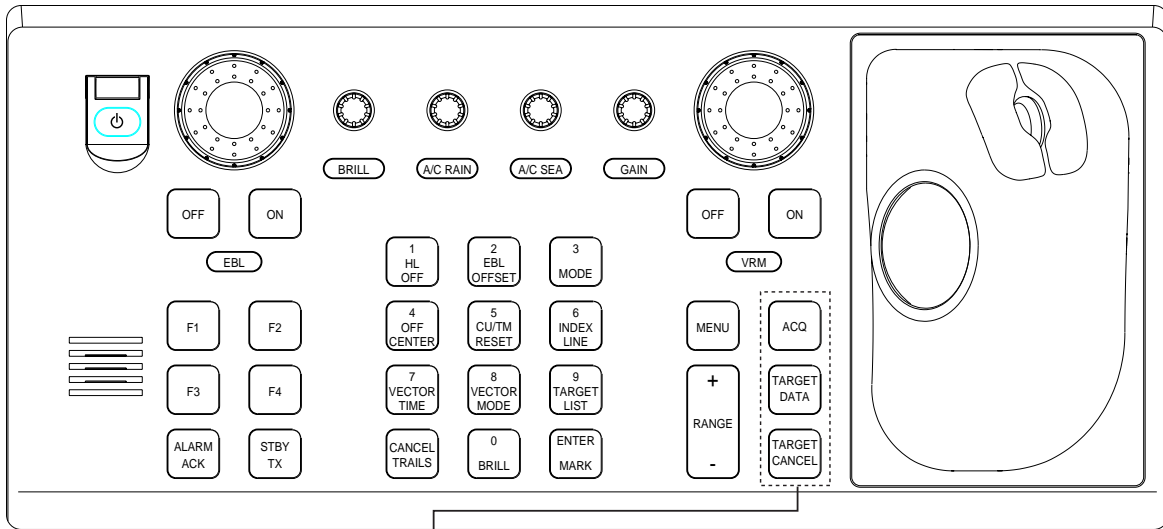 BRILL
A/C RAIN
A/C SEA
GAIN
OFF
ON
EBL
OFF
ON
VRM
1
HL
OFF
2
EBL
OFFSET
3
MODE
F1
F2
4
OFF
CENTER
5
CU/TM
RESET
6
INDEX
LINE
MENU
ACQ
F3
F4
7
VECTOR
TIME
8
VECTOR
MODE
9
TARGET
LIST
+
RANGE
-
TARGET
DATA
ALARM
ACK
STBY
TX
CANCEL
TRAILS
0
BRILL
ENTER
MARK
TARGET
CANCEL